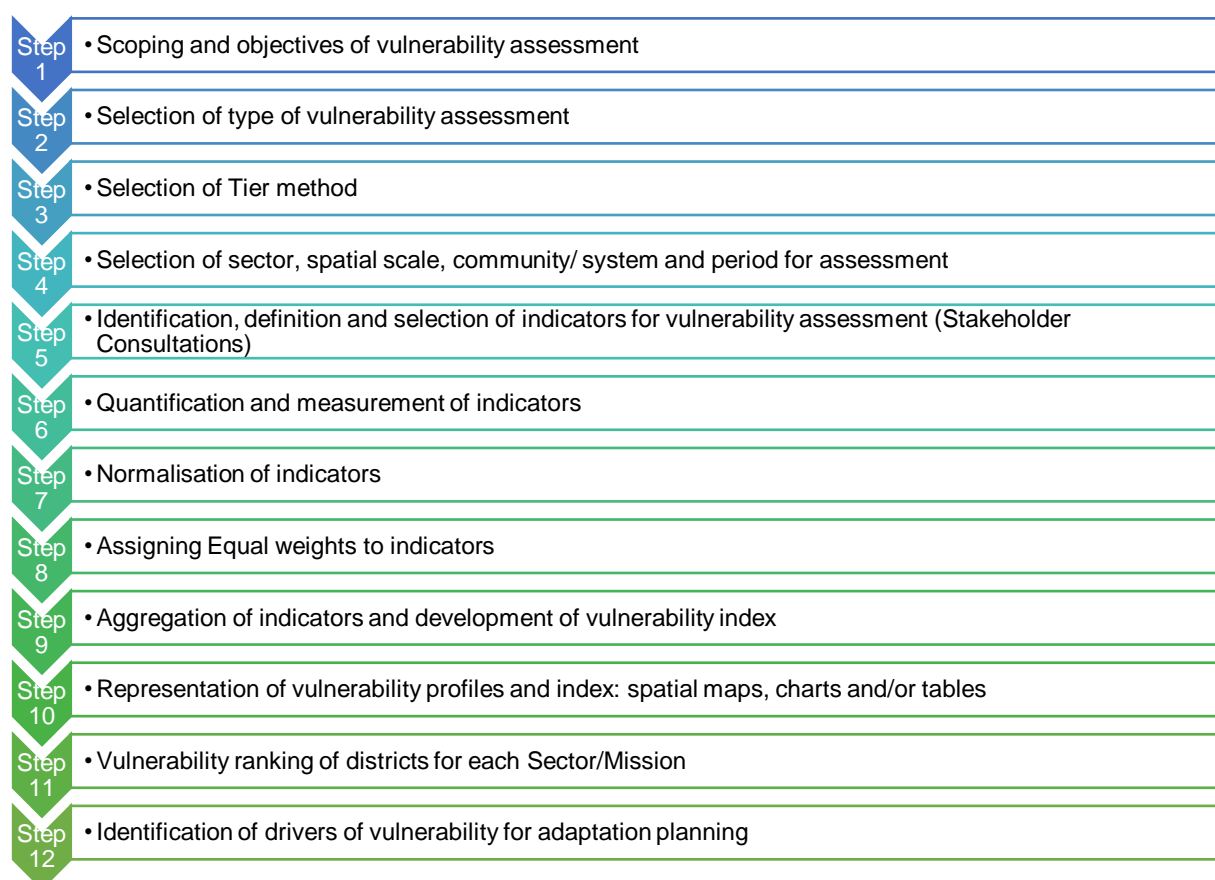 Step
1
• Scoping and objectives of vulnerability assessment
Step
2
• Selection of type of vulnerability assessment
Step
3
• Selection of Tier method
Step
4
• Selection of sector, spatial scale, community/ system and period for assessment
Step
5
• Identification, definition and selection of indicators for vulnerability assessment (Stakeholder
Consultations)
Step
6
• Quantification and measurement of indicators
Step
7
• Normalisation of indicators
Step
8
• Assigning Equal weights to indicators
Step
9
• Aggregation of indicators and development of vulnerability index
Step
10
• Representation of vulnerability profiles and index: spatial maps, charts and/or tables
Step
11
• Vulnerability ranking of districts for each Sector/Mission
Step
12
• Identification of drivers of vulnerability for adaptation planning